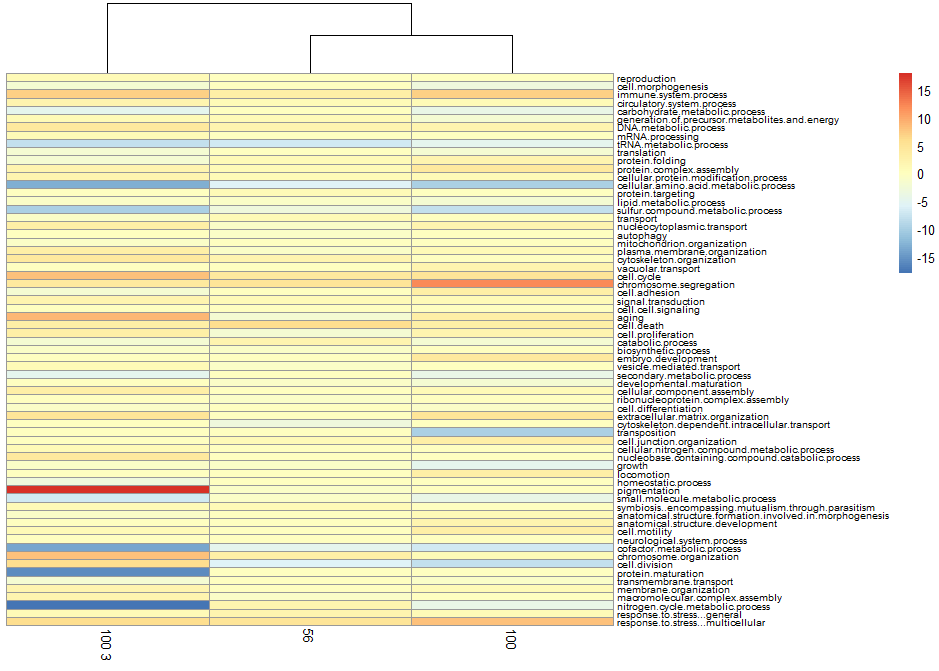 reproduction
cell.morphogenesis
immune.system.process
circulatory.system.process
carbohydrate.metabolic.process
generation.of.precursor.metabolites.and.energy
DNA.metabolic.process
mRNA.processing
tRNA.metabolic.process
translation
protein.folding
protein.complex.assembly
cellular.protein.modification.process
cellular.amino.acid.metabolic.process
protein.targeting
lipid.metabolic.process
sulfur.compound.metabolic.process
transport
nucleocytoplasmic.transport
autophagy
mitochondrion.organization
plasma.membrane.organization
cytoskeleton.organization
vacuolar.transport
cell.cycle
chromosome.segregation
cell.adhesion
signal.transduction
cell.cell.signaling
aging
cell.death
cell.proliferation
catabolic.process
biosynthetic.process
embryo.development
vesicle.mediated.transport
secondary.metabolic.process
developmental.maturation
cellular.component.assembly
ribonucleoprotein.complex.assembly
cell.differentiation
extracellular.matrix.organization
cytoskeleton.dependent.intracellular.transport
transposition
cell.junction.organization
cellular.nitrogen.compound.metabolic.process
nucleobase.containing.compound.catabolic.process
growth
locomotion
homeostatic.process
pigmentation
small.molecule.metabolic.process
symbiosis..encompassing.mutualism.through.parasitism
anatomical.structure.formation.involved.in.morphogenesis
anatomical.structure.development
cell.motility
neurological.system.process
cofactor.metabolic.process
chromosome.organization
cell.division
protein.maturation
transmembrane.transport
membrane.organization
macromolecular.complex.assembly
nitrogen.cycle.metabolic.process
response.to.stress...general
response.to.stress...multicellular
15
10
5
0
-5
-10
-15
100.3
56
100